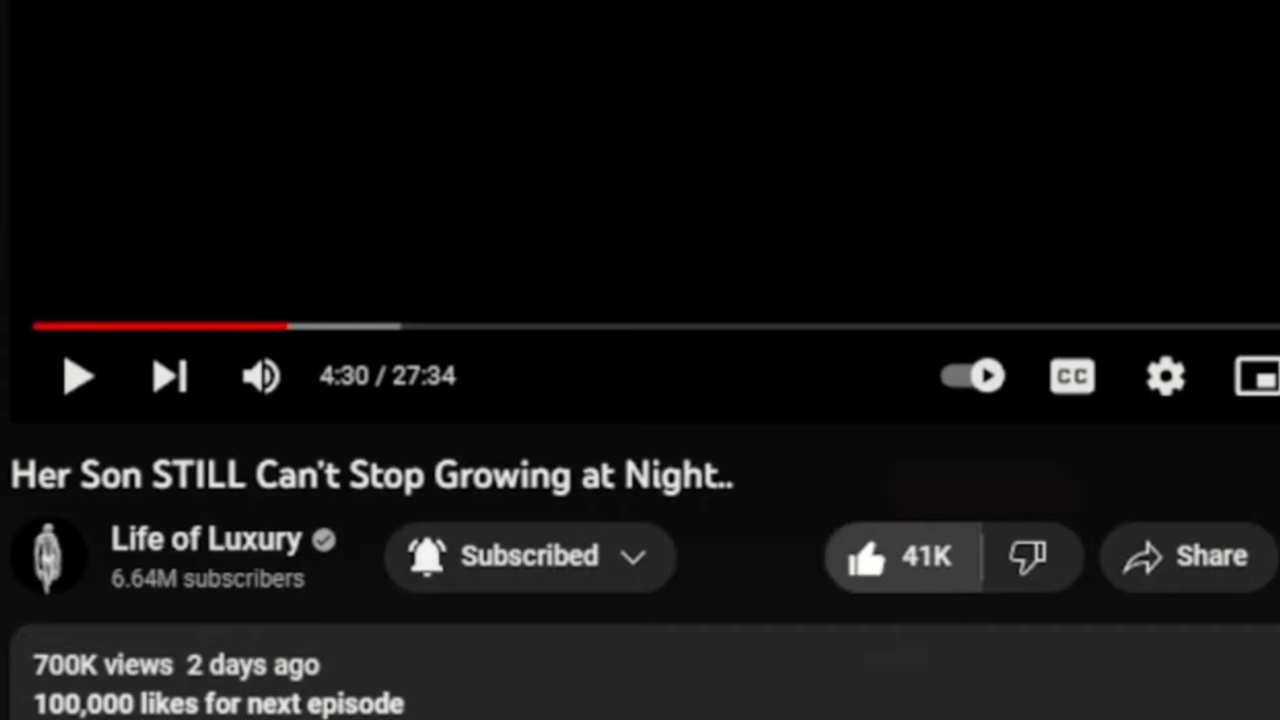 4:30 / 27:34
CC
Her Son STILL Can't Stop Growing at Night..
Life of Luxury
Subscribed
41K
Share
6.64M subscribers
700K views 2 days ago
100,000 likes for next episode